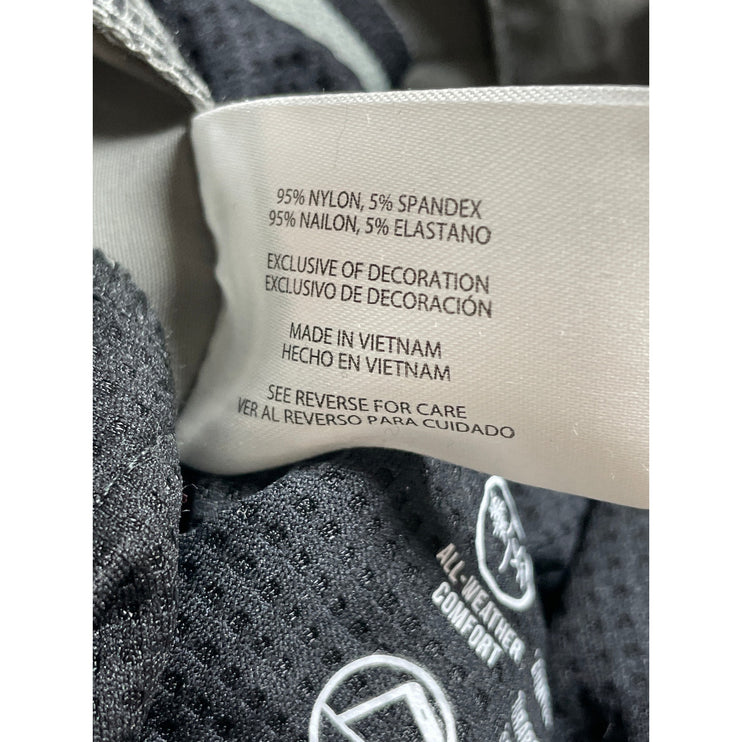 95% NYLON, 5% SPANDEX
95% NAILON, 5% ELASTANO
EXCLUSIVE OF DECORATION
EXCLUSIVO DE DECORACIÓN
MADE IN VIETNAM
HECHO EN VIETNAM
SEE REVERSE FOR CARE
VER AL REVERSO PARA CUIDADO
ALL-WEATHER
COMFORT